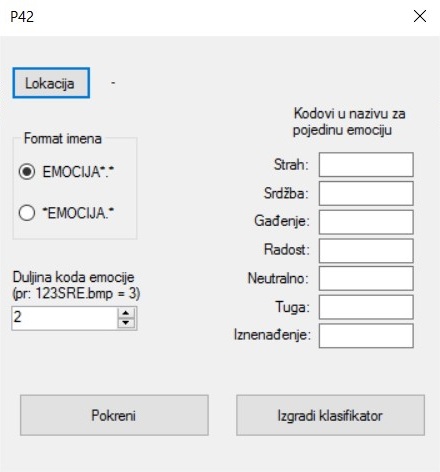 P42
Lokacija -
Format imena
EMOCIJA*.*
*EMOCIJA.*
Duljina koda emocije
(pr: 123SRE.bmp = 3)
2
Kodovi u nazivu za
pojedinu emociju
Strah:
Srdžba:
Gađenje:
Radost:
Neutralno:
Tuga:
Iznenađenje:
Pokreni
Izgradi klasifikator